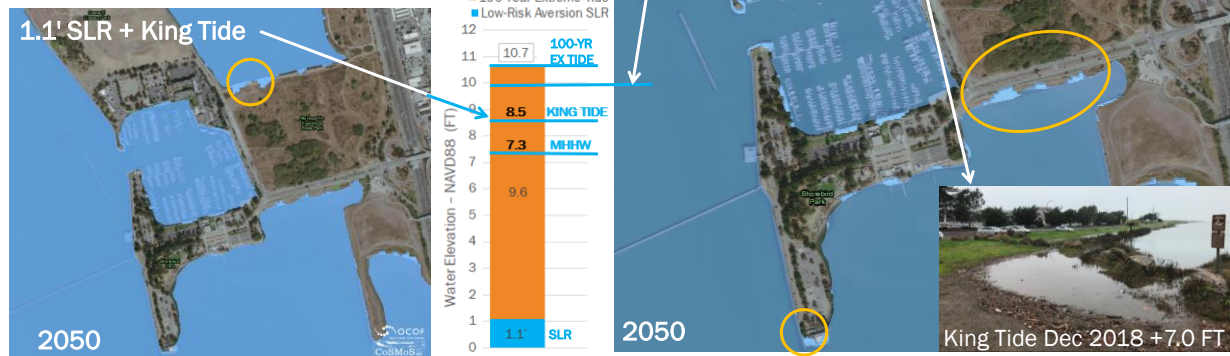 1.1' SLR + King Tide
2050
OCOF
CoSMoS
Low-Risk Aversion SLR
Water Elevation – NAVD88 (FT)
12
11
10
9
8
7
6
5
4
3
2
1
0
10.7
100-YR
EX TIDE
8.5 KING TIDE
7.3 MHHW
9.6
1.1' SLR
Shorebird
Park
2050
King Tide Dec 2018 +7.0 FT